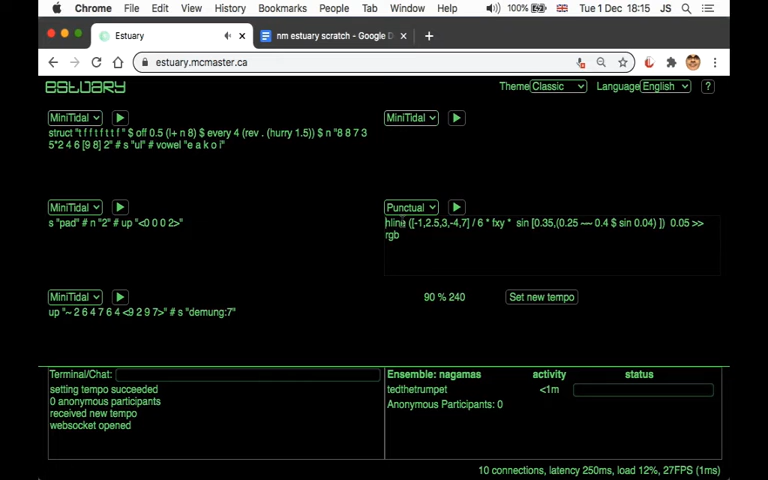 Chrome File Edit View History Bookmarks People Tab Window Help 100% Tue 1 Dec 18:15 JS
Estuary
nm estuary scratch - Google D
estuary.mcmaster.ca
estuary
Theme Classic Language English ?
MiniTidal
struct "t f f t f t t f " $ off 0.5 (|+ n 8) $ every 4 (rev . (hurry 1.5)) $ n "8 8 7 3
5*2 4 6 [9 8] 2" # s "ul" # vowel "e a k o i"
MiniTidal
MiniTidal
s "pad" # n "2" # up "<0 0 0 2>"
Punctual
hline ([-1,2.5,3,-4,7] / 6 * fxy * sin [0.35,(0.25 ~~ 0.4 $ sin 0.04) ]) 0.05 >>
rgb
MiniTidal
up "~ 2 6 4 7 6 4 <9 2 9 7>" # s "demung:7"
90 % 240 Set new tempo
Terminal/Chat:
setting tempo succeeded
0 anonymous participants
received new tempo
websocket opened
Ensemble: nagamas activity status
tedthetrumpet <1m
Anonymous Participants: 0
10 connections, latency 250ms, load 12%, 27FPS (1ms)